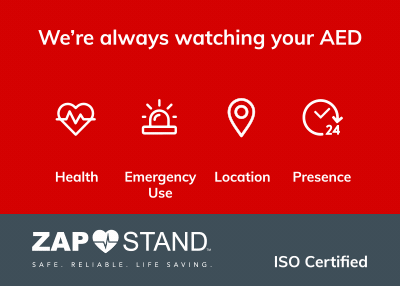 We're always watching your AED
24
Health
Emergency
Use
Location
Presence
ZAP STAND™
SAFE. RELIABLE. LIFE SAVING.
ISO Certified